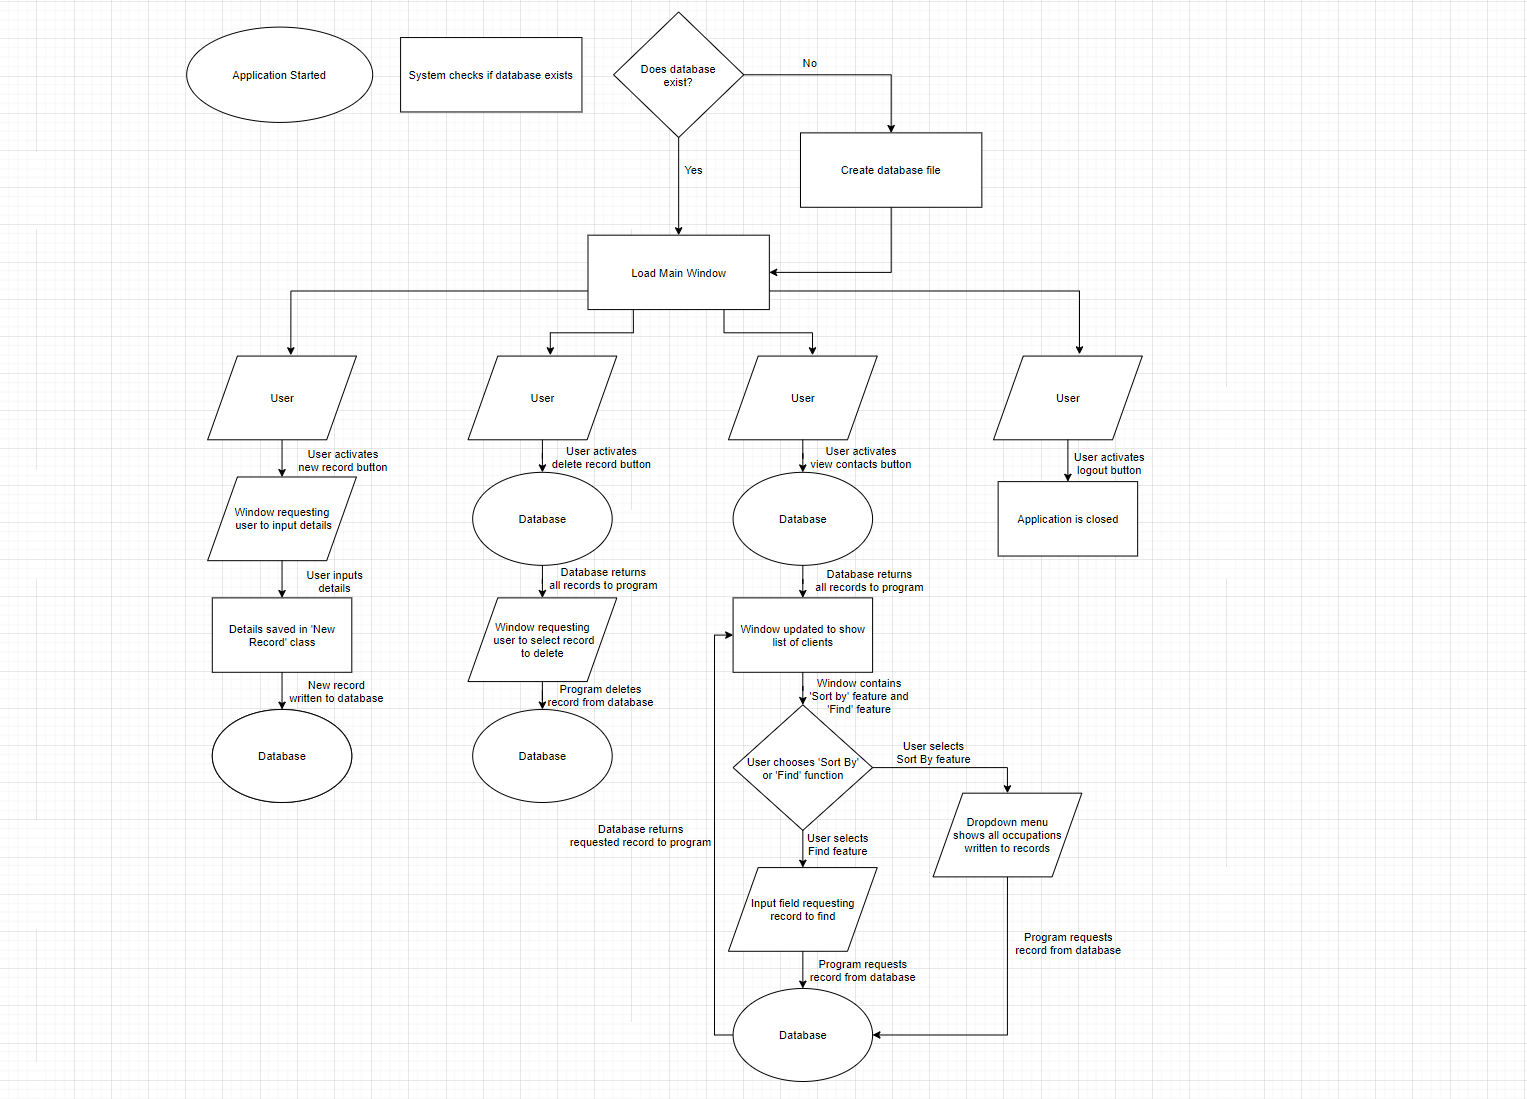 Application Started
System checks if database exists
Does database
exist?
No
Yes
Create database file
Load Main Window
User
User
User
User
User activates
new record button
User activates
delete record button
User activates
view contacts button
User activates
logout button
Window requesting
user to input details
Database
Database
Application is closed
User inputs
details
Database returns
all records to program
Database returns
all records to program
Details saved in 'New
Record' class
Window requesting
user to select record
to delete
Window updated to show
list of clients
New record
written to database
Program deletes
record from database
Window contains
'Sort by' feature and
'Find' feature
Database
Database
User chooses 'Sort By'
or 'Find' function
User selects
Sort By feature
Dropdown menu
shows all occupations
written to records
Database returns
requested record to program
User selects
Find feature
Input field requesting
record to find
Program requests
record from database
Program requests
record from database
Database